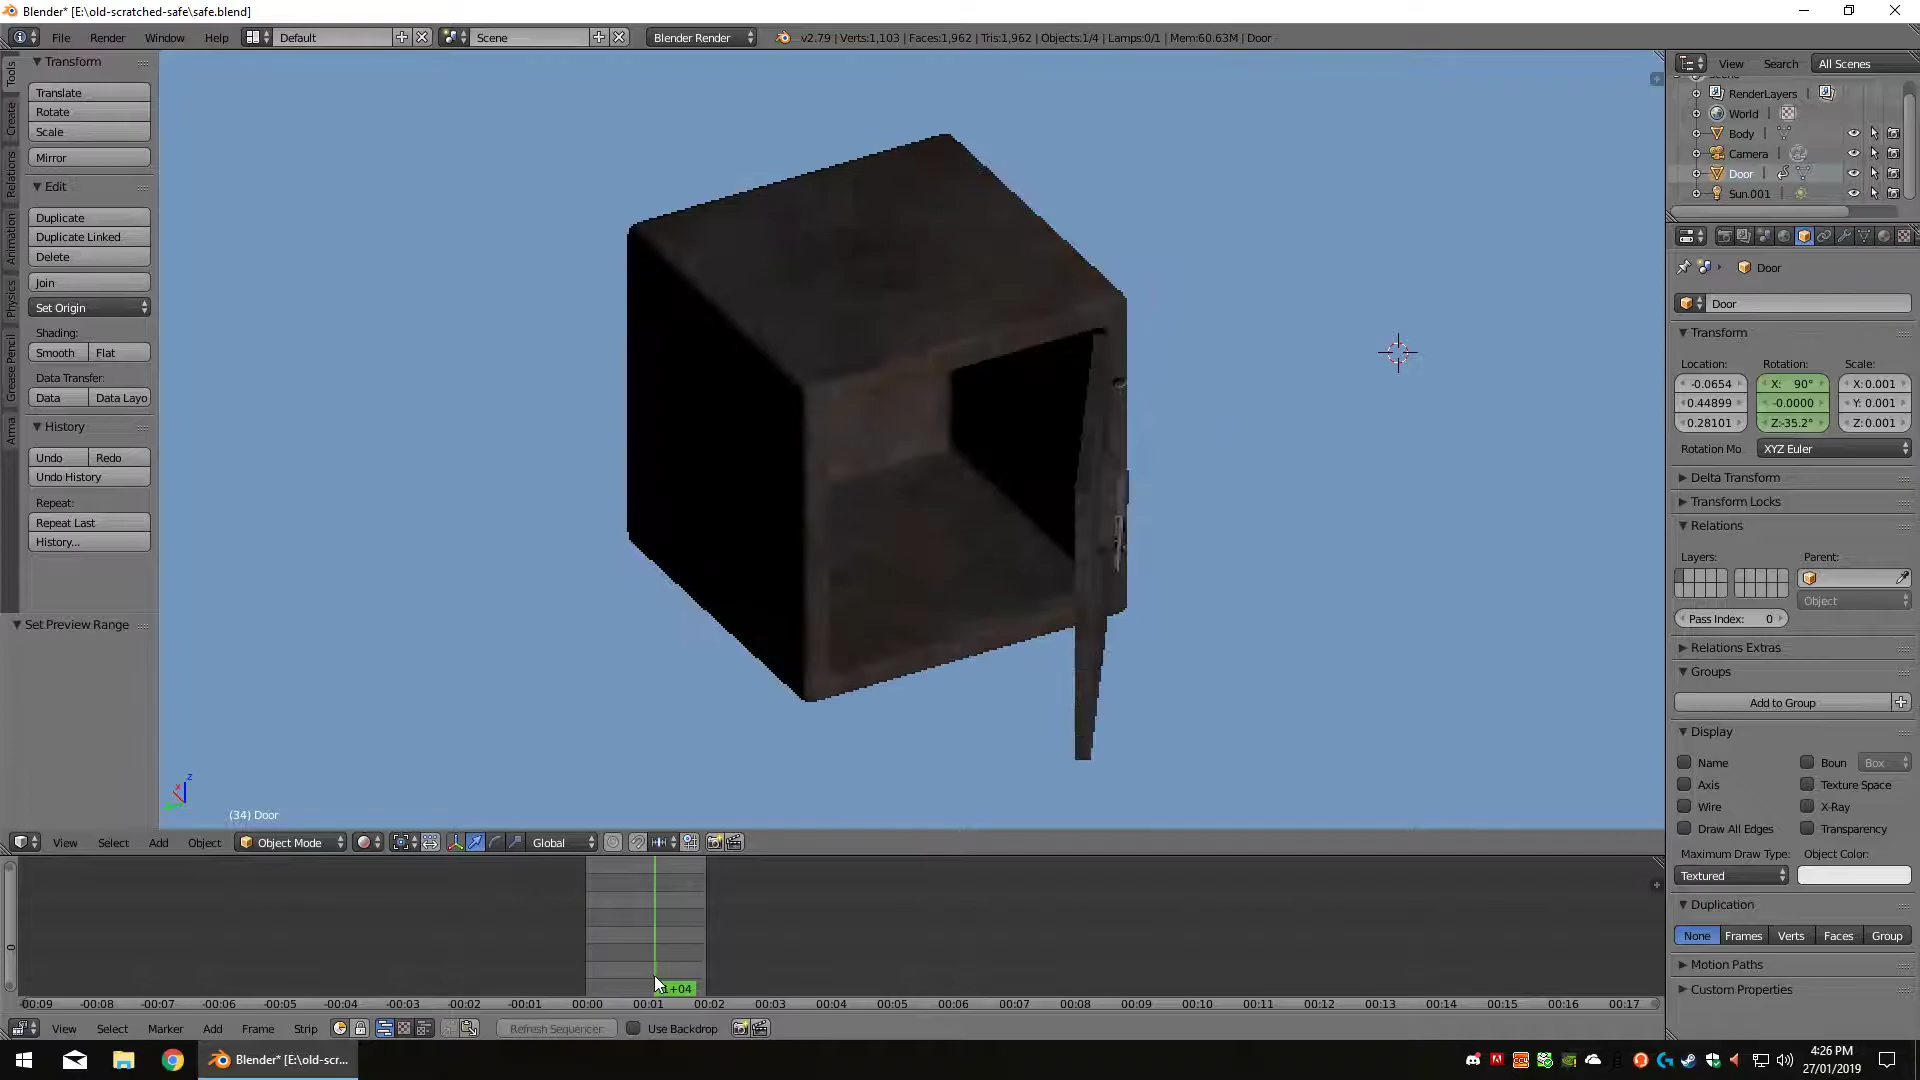 Blender* [E:\old-scratched-safe\safe.blend]
File Render Window Help Default Scene Blender Render v2.79 | Verts:1,103 | Faces:1,962 | Tris:1,962 | Objects:1/4 | Lamps:0/1 | Mem:60.63M | Door
View Search All Scenes
RenderLayers
World
Body
Camera
Door
Sun.001
Tools
Create
Relations
Animation
Physics
Grease Pencil
Arma
Transform
Translate
Rotate
Scale
Mirror
Edit
Duplicate
Duplicate Linked
Delete
Join
Set Origin
Shading:
Smooth Flat
Data Transfer:
Data Data Layo
History
Undo Redo
Undo History
Repeat:
Repeat Last
History...
Set Preview Range
z
x
(34) Door
Door
Door
Transform
Location: Rotation: Scale:
-0.0654 X: 90° X:0.001
0.44899 -0.0000 Y: 0.001
0.28101 Z:-35.2° Z:0.001
Rotation Mo XYZ Euler
Delta Transform
Transform Locks
Relations
Layers: Parent:
Object
Pass Index: 0
Relations Extras
Groups
Add to Group
Display
Name Boun Box
Axis Texture Space
Wire X-Ray
Draw All Edges Transparency
Maximum Draw Type: Object Color:
Textured
Duplication
None Frames Verts Faces Group
Motion Paths
Custom Properties
View Select Add Object Object Mode Global
0
1+04
-00:09 -00:08 -00:07 -00:06 -00:05 -00:04 -00:03 -00:02 -00:01 00:00 00:01 00:02 00:03 00:04 00:05 00:06 00:07 00:08 00:09 00:10 00:11 00:12 00:13 00:14 00:15 00:16 00:17
View Select Marker Add Frame Strip Refresh Sequencer Use Backdrop
Blender* [E:\old-scr...
4:26 PM
27/01/2019